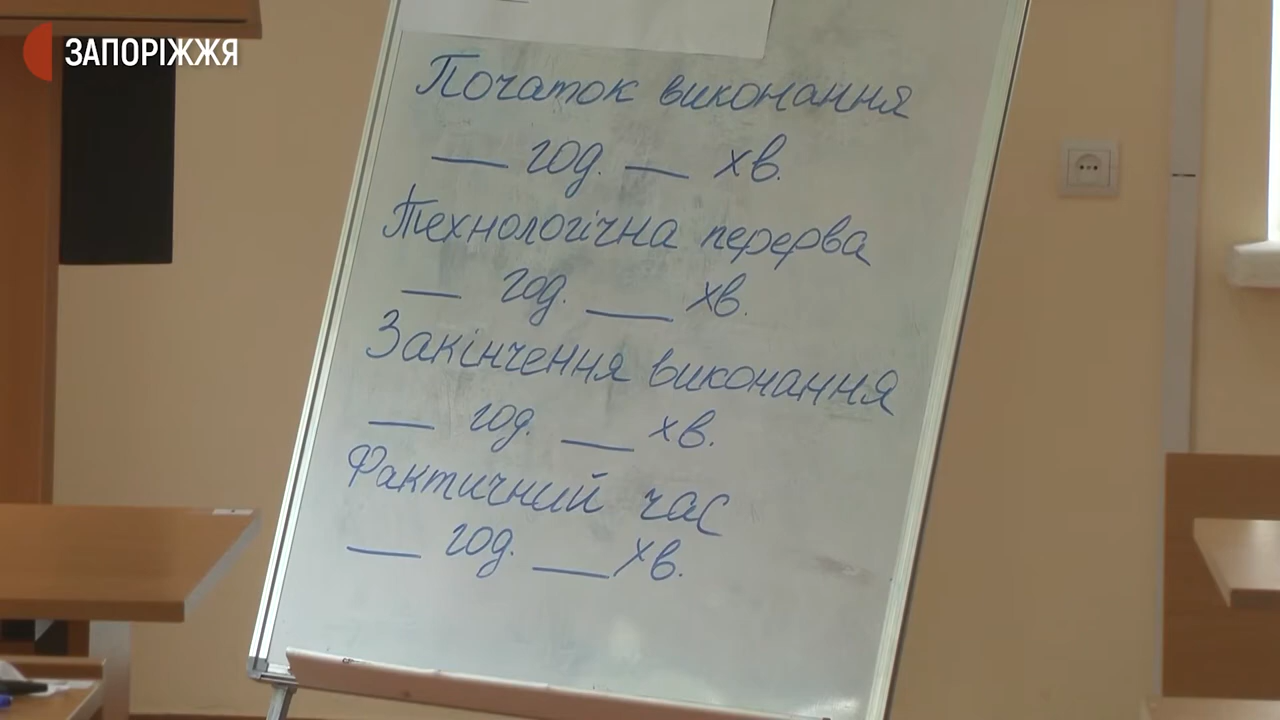 ЗАПОРІЖЖЯ
Початок виконання
___ год. ___ хв.
Технологічна перерва
___ год. ___ хв.
Закінчення виконання
___ год. ___ хв.
Фактичний час
___ год. ___ хв.